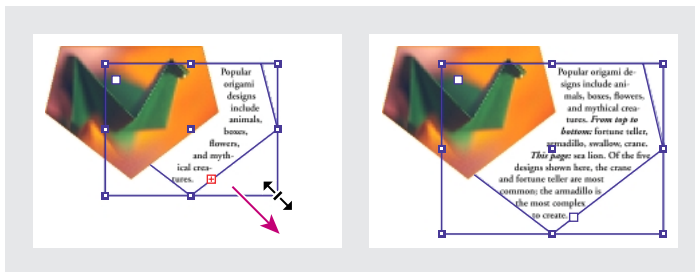 Popular
origami
designs
include
animals,
boxes,
flowers,
and myth-
ical crea-
tures.
Popular origami de-
signs include ani-
mals, boxes, flowers,
and mythical crea-
tures. From top to
bottom: fortune teller,
armadillo, swallow, crane.
This page: sea lion. Of the five
designs shown here, the crane
and fortune teller are most
common; the armadillo is
the most complex
to create.